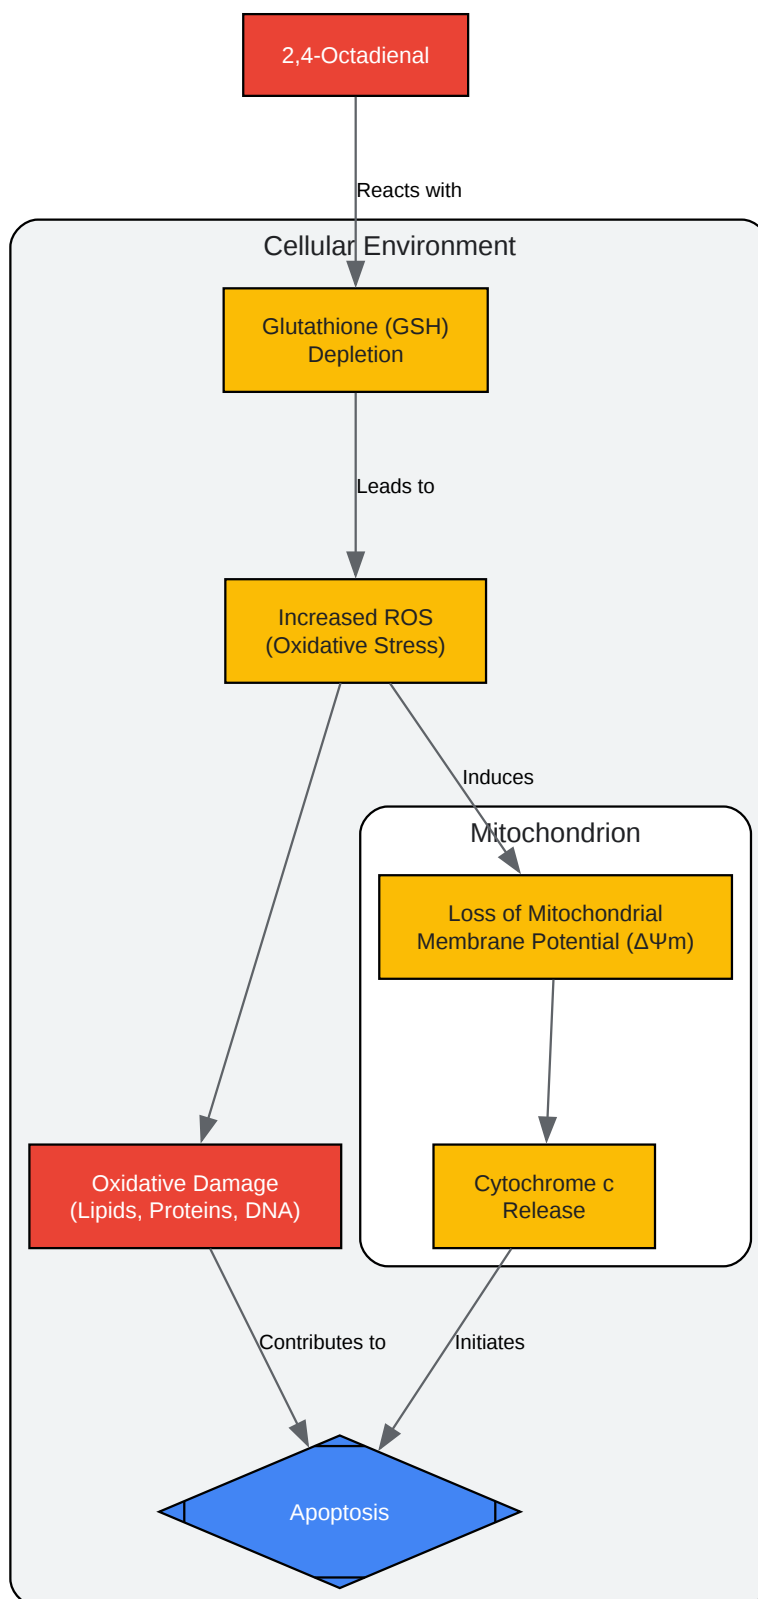 2,4-Octadienal
Reacts with
Cellular Environment
Glutathione (GSH)
Depletion
Leads to
Increased ROS
(Oxidative Stress)
Induces
Mitochondrion
Loss of Mitochondrial
Membrane Potential (ΔΨm)
Oxidative Damage
(Lipids, Proteins, DNA)
Cytochrome c
Release
Contributes to
Initiates
Apoptosis